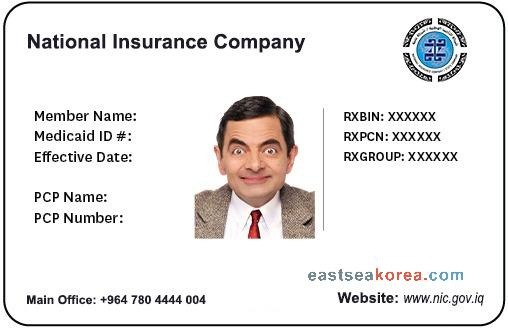 National Insurance Company
Member Name:
Medicaid ID #:
Effective Date:
PCP Name:
PCP Number:
RXBIN: XXXXXX
RXPCN: XXXXXX
RXGROUP: XXXXXX
eastseakorea.com
Main Office: +964 780 4444 004
Website: www.nic.gov.iq